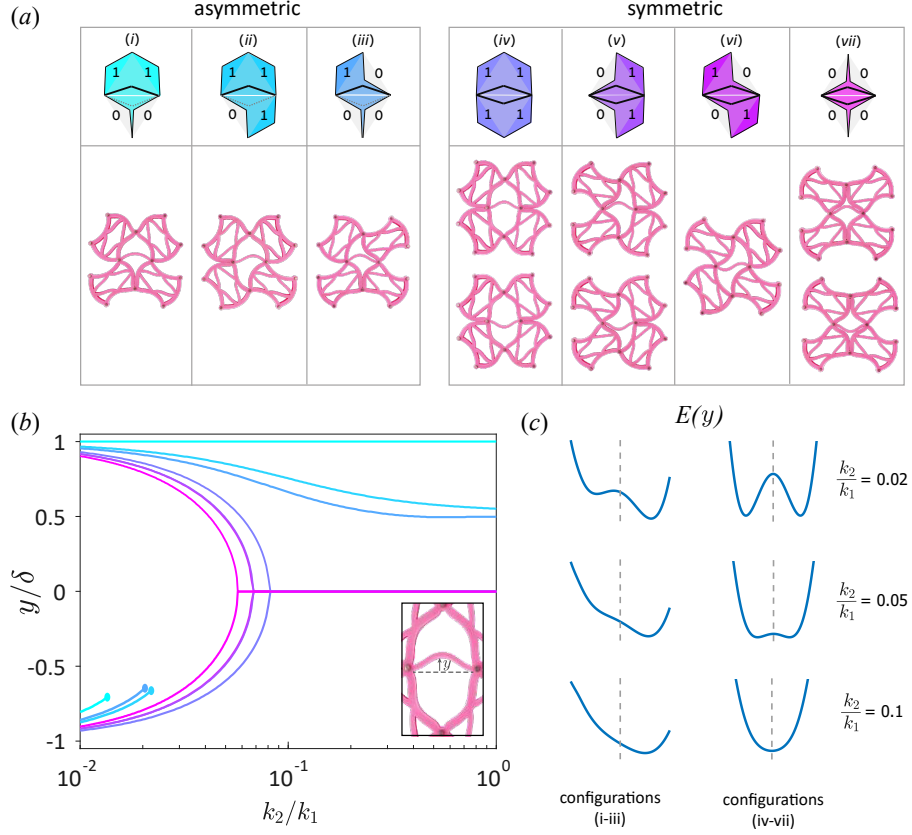 (a) asymmetric symmetric
(i) (ii) (iii) (iv) (v) (vi) (vii)
1 1 1 1 1 0 1 1 0 1 1 0 0 0
0 0 0 1 0 0 1 1 0 1 0 1 0 0
(b) (c) E(y)
1
0.5
0
-0.5
-1
y/δ
y
10⁻² 10⁻¹ 10⁰
k₂/k₁
k₂/k₁ = 0.02
k₂/k₁ = 0.05
k₂/k₁ = 0.1
configurations
(i-iii)
configurations
(iv-vii)